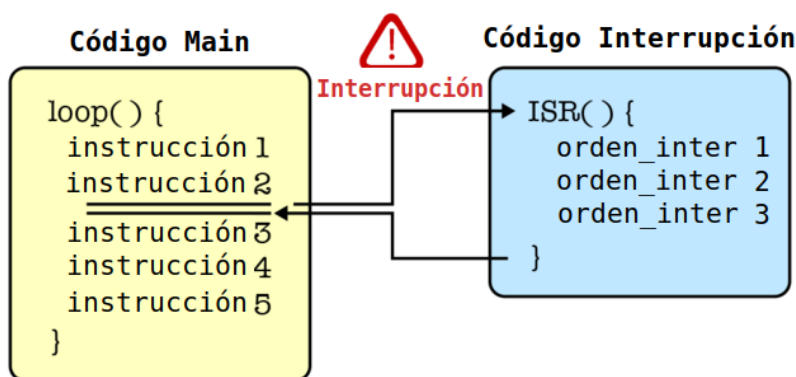 Código Main
loop() {
instrucción 1
instrucción 2
instrucción 3
instrucción 4
instrucción 5
}
!
Interrupción
Código Interrupción
ISR() {
orden_inter 1
orden_inter 2
orden_inter 3
}